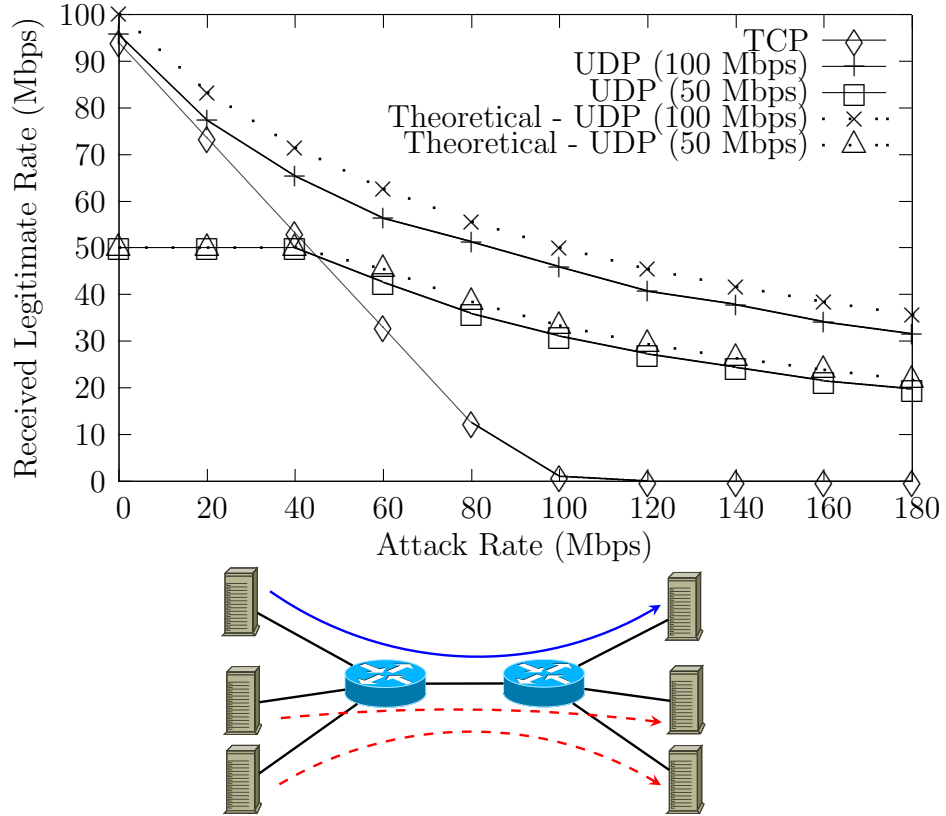 Received Legitimate Rate (Mbps)
100
90
80
70
60
50
40
30
20
10
0
TCP
UDP (100 Mbps)
UDP (50 Mbps)
Theoretical - UDP (100 Mbps)
Theoretical - UDP (50 Mbps)
0 20 40 60 80 100 120 140 160 180
Attack Rate (Mbps)